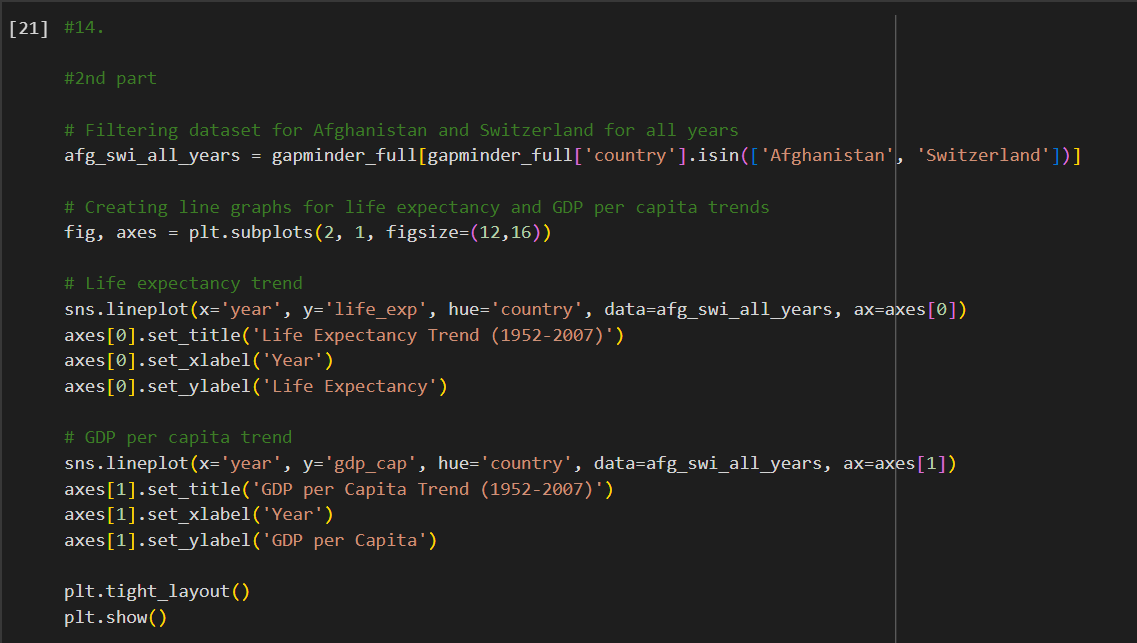 [21] #14.
#2nd part
# Filtering dataset for Afghanistan and Switzerland for all years
afg_swi_all_years = gapminder_full[gapminder_full['country'].isin(['Afghanistan', 'Switzerland'])]
# Creating line graphs for life expectancy and GDP per capita trends
fig, axes = plt.subplots(2, 1, figsize=(12,16))
# Life expectancy trend
sns.lineplot(x='year', y='life_exp', hue='country', data=afg_swi_all_years, ax=axes[0])
axes[0].set_title('Life Expectancy Trend (1952-2007)')
axes[0].set_xlabel('Year')
axes[0].set_ylabel('Life Expectancy')
# GDP per capita trend
sns.lineplot(x='year', y='gdp_cap', hue='country', data=afg_swi_all_years, ax=axes[1])
axes[1].set_title('GDP per Capita Trend (1952-2007)')
axes[1].set_xlabel('Year')
axes[1].set_ylabel('GDP per Capita')
plt.tight_layout()
plt.show()